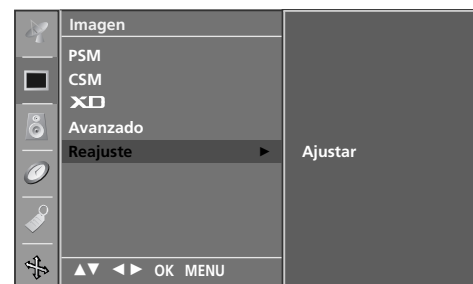 Imagen
PSM
CSM
XD
Avanzado
Reajuste ► Ajustar
▲▼ ◄► OK MENU